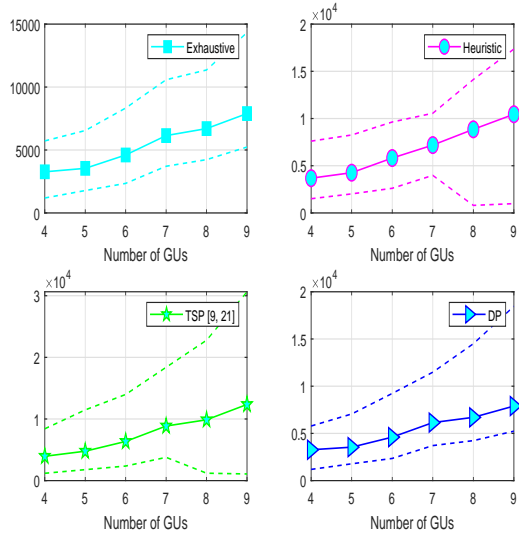 15000
10000
5000
0
4 5 6 7 8 9
Number of GUs
Exhaustive
×10^4
2
1.5
1
0.5
0
4 5 6 7 8 9
Number of GUs
Heuristic
×10^4
3
2
1
0
4 5 6 7 8 9
Number of GUs
TSP [9, 21]
×10^4
2
1.5
1
0.5
0
4 5 6 7 8 9
Number of GUs
DP